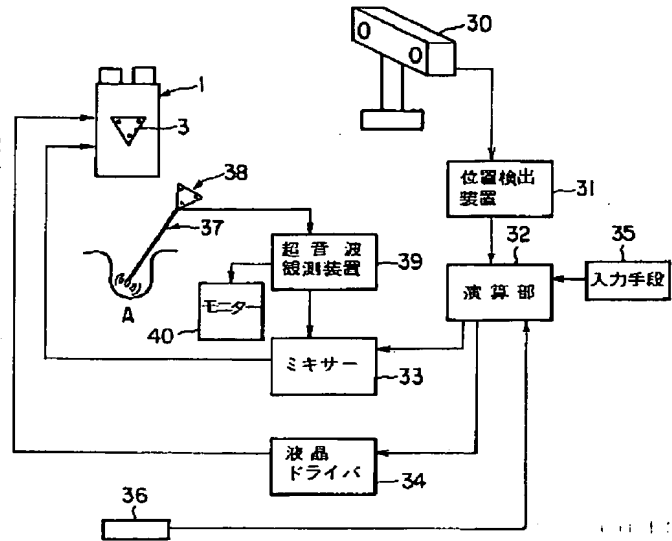 30
1
3
38
位置検出
装置
31
37
超音波
観測装置
39
32
35
演算部
入力手段
モニター
40
A
ミキサー
33
液晶
ドライバ
34
36